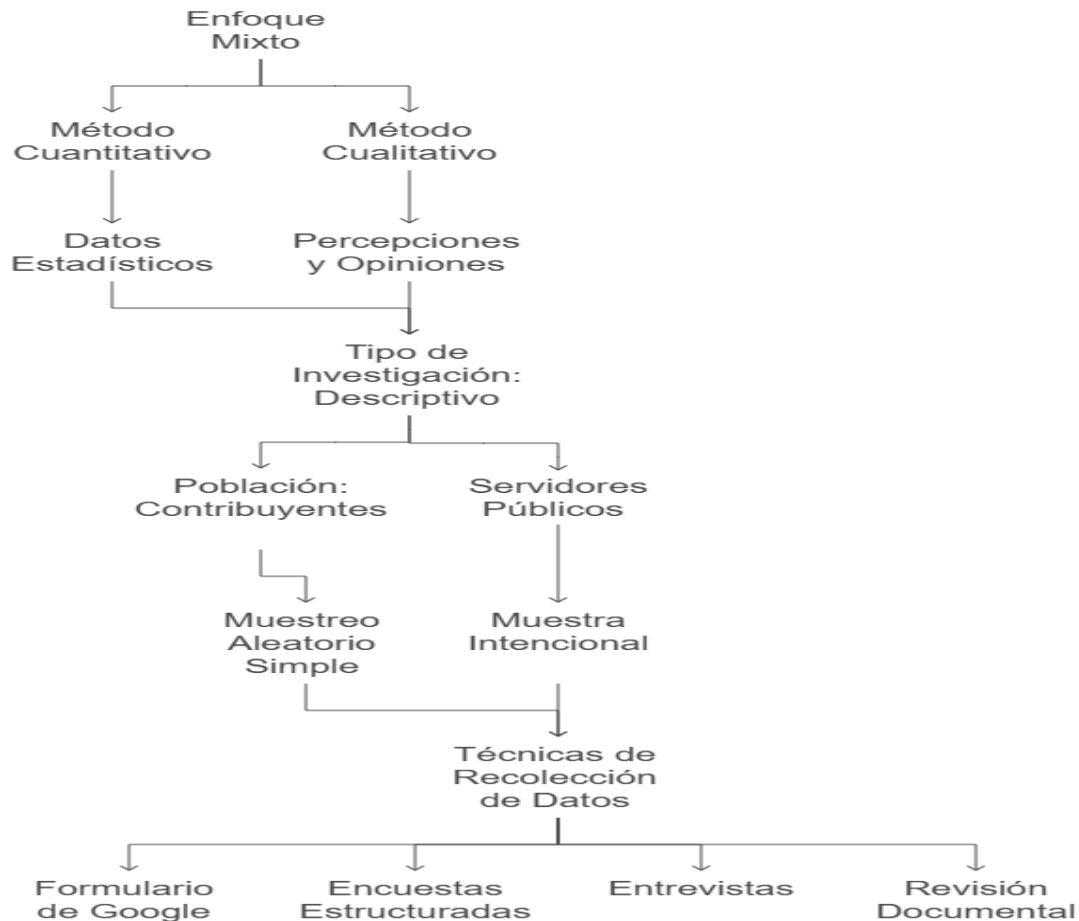 Enfoque
Mixto
Método
Cuantitativo
Método
Cualitativo
Datos
Estadísticos
Percepciones
y Opiniones
Tipo de
Investigación:
Descriptivo
Población:
Contribuyentes
Servidores
Públicos
Muestreo
Aleatorio
Simple
Muestra
Intencional
Técnicas de
Recolección
de Datos
Formulario
de Google
Encuestas
Estructuradas
Entrevistas
Revisión
Documental